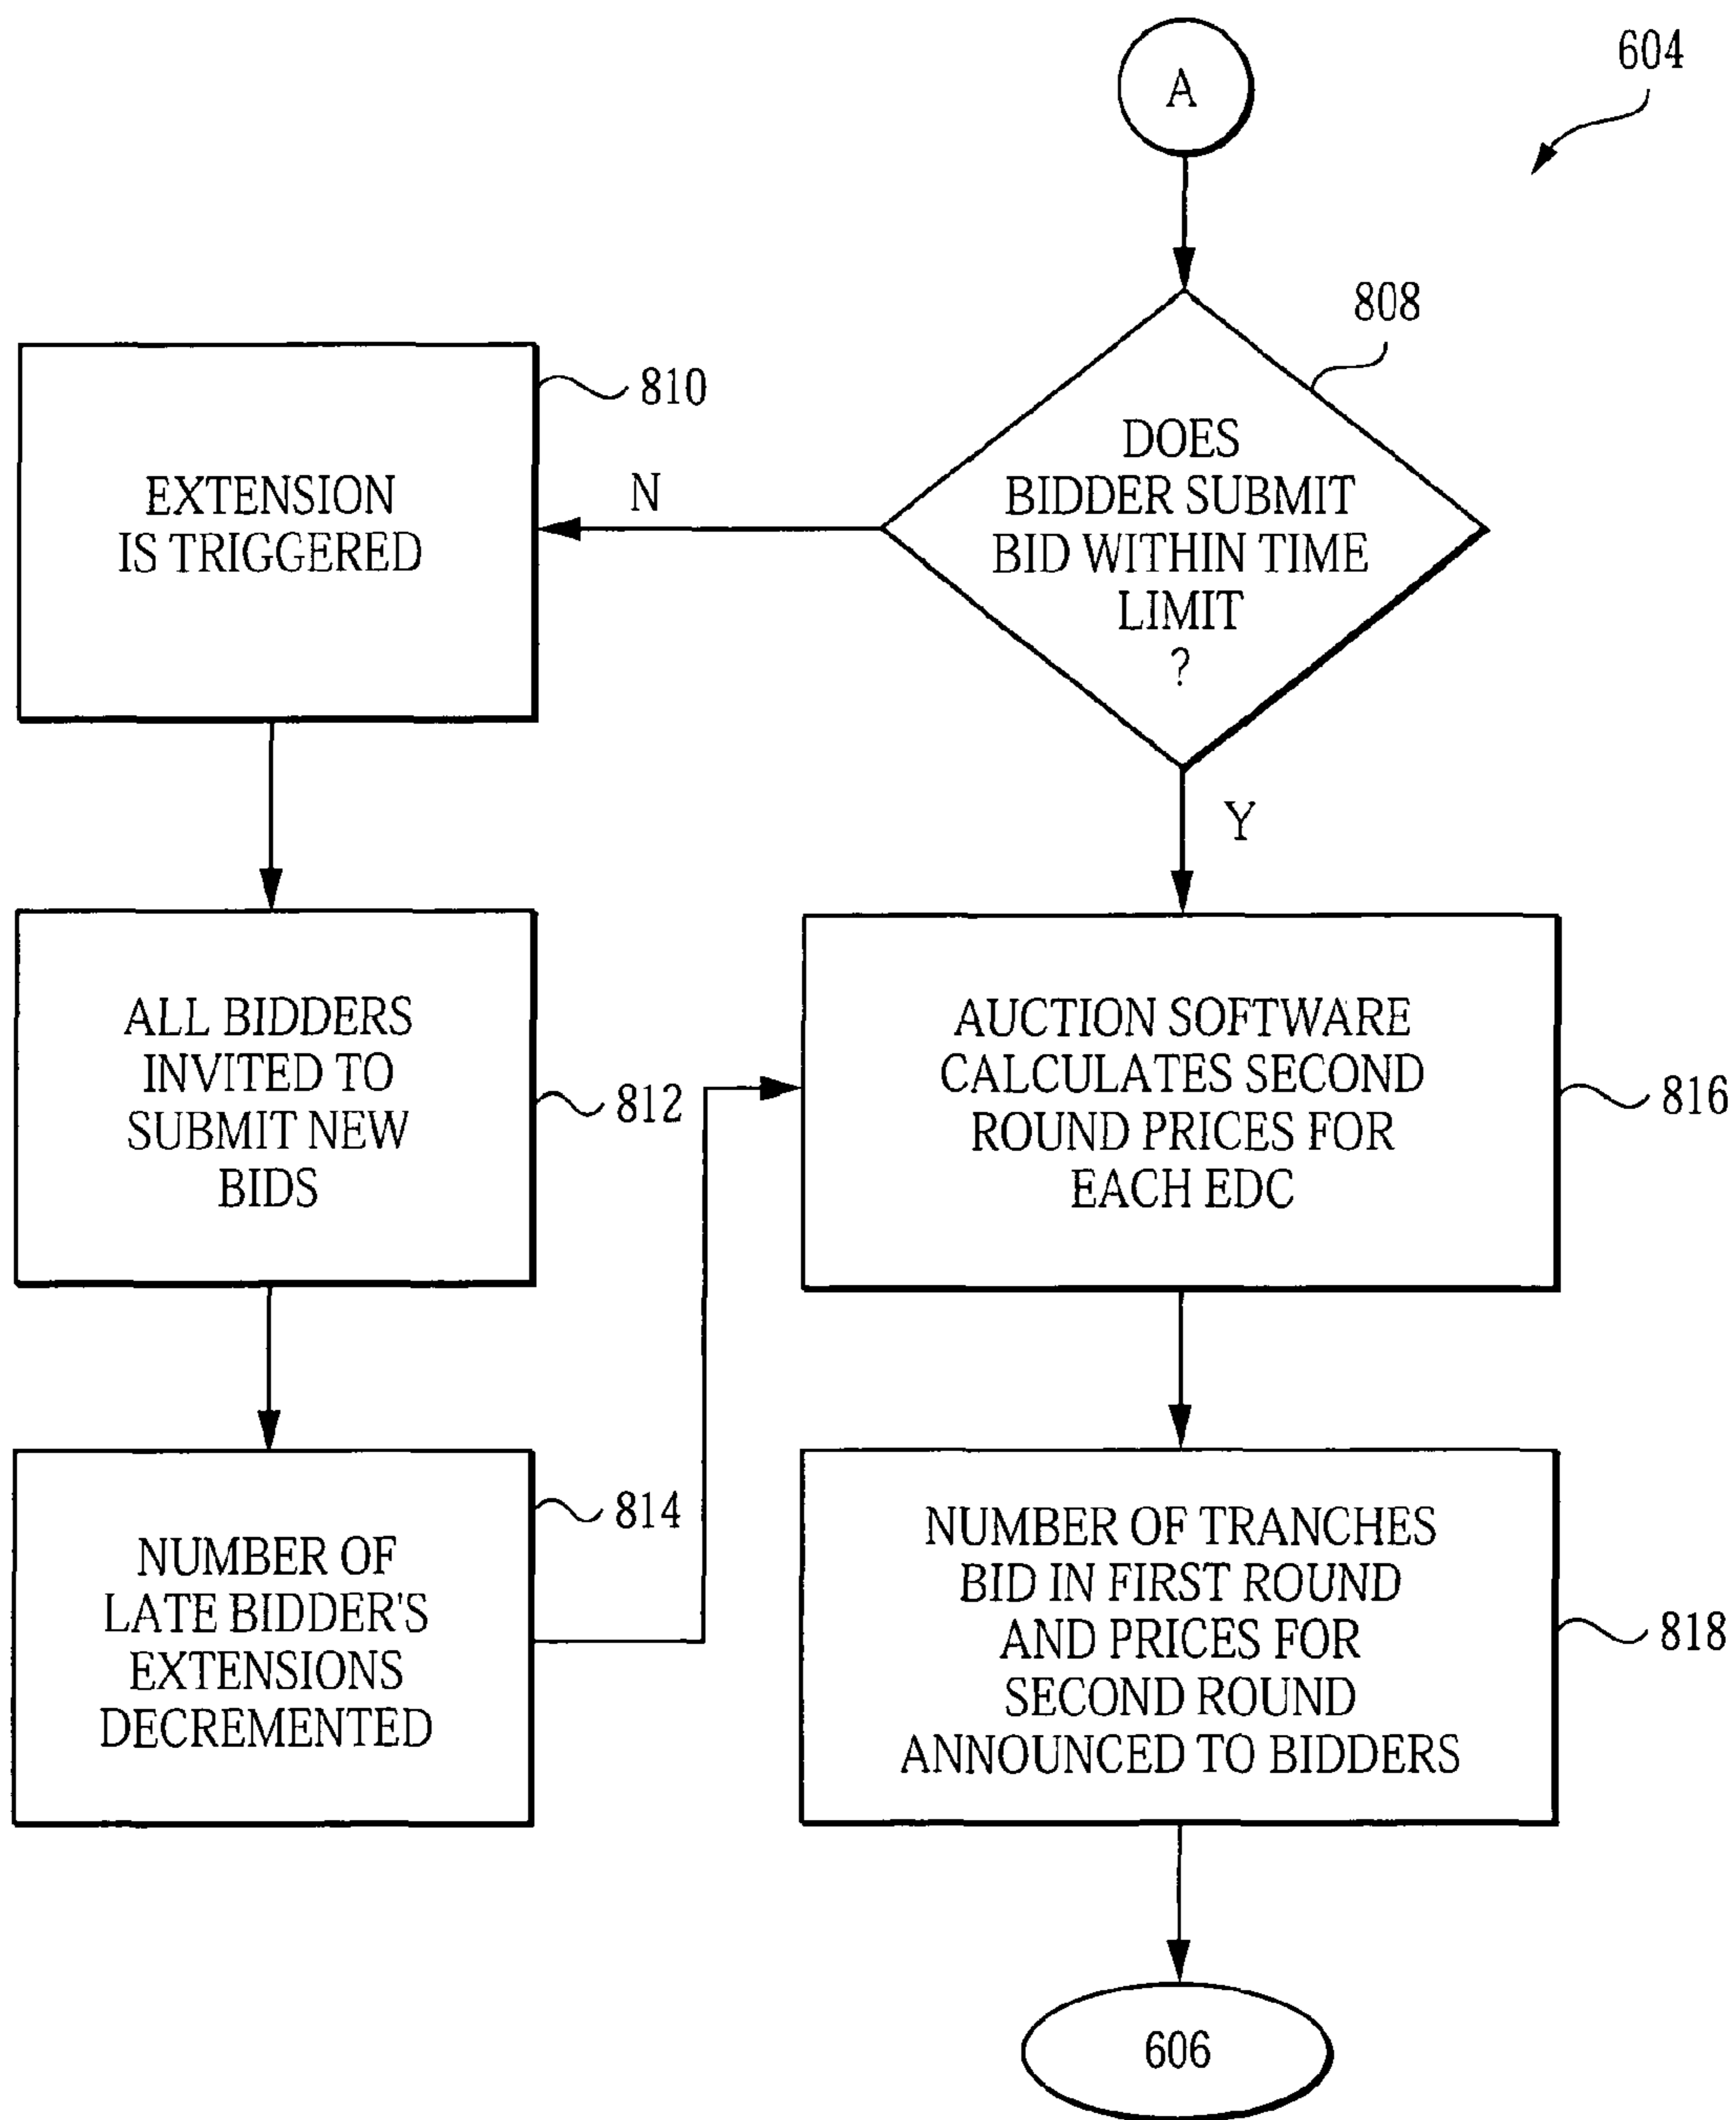 604
A
808
DOES
BIDDER SUBMIT
BID WITHIN TIME
LIMIT
?
N
Y
810
EXTENSION
IS TRIGGERED
ALL BIDDERS
INVITED TO
SUBMIT NEW
BIDS
812
NUMBER OF
LATE BIDDER'S
EXTENSIONS
DECREMENTED
814
AUCTION SOFTWARE
CALCULATES SECOND
ROUND PRICES FOR
EACH EDC
816
NUMBER OF TRANCHES
BID IN FIRST ROUND
AND PRICES FOR
SECOND ROUND
ANNOUNCED TO BIDDERS
818
606